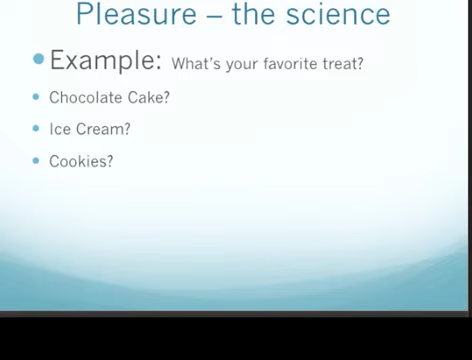 Pleasure – the science
Example: What's your favorite treat?
Chocolate Cake?
Ice Cream?
Cookies?